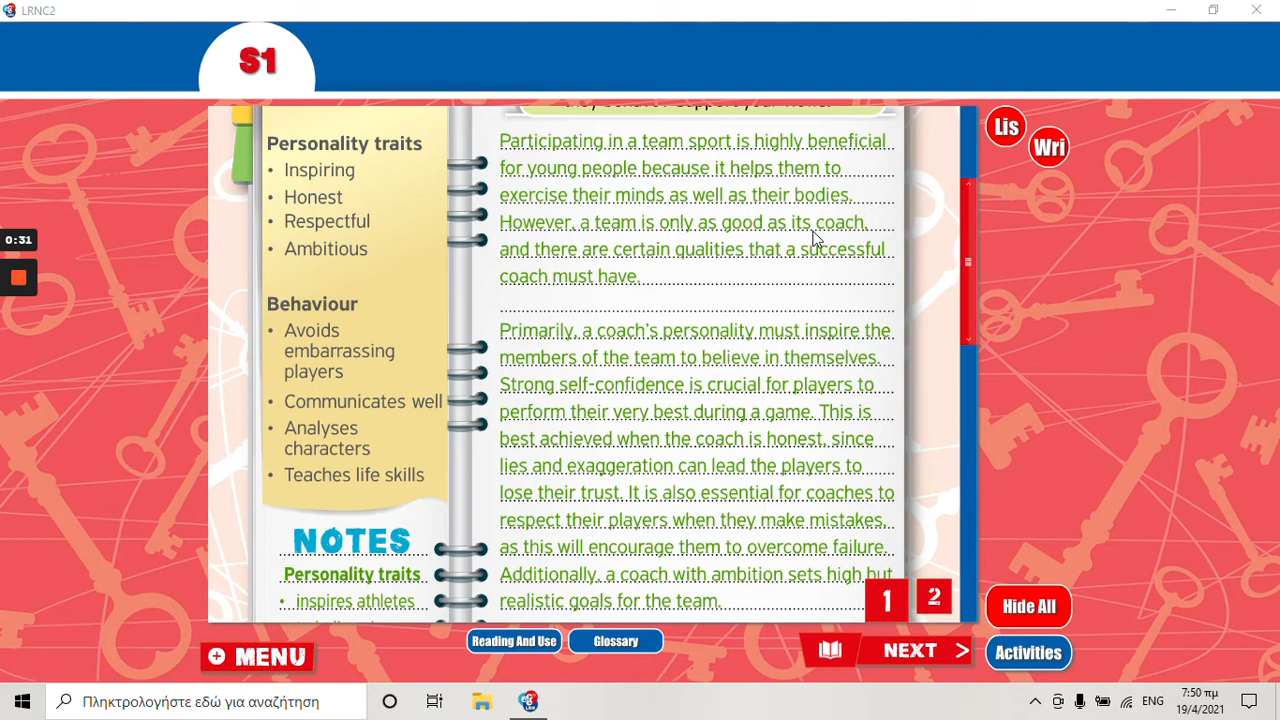 LRNC2
S1
they behave? Support your views.
Personality traits
• Inspiring
• Honest
• Respectful
• Ambitious
Behaviour
• Avoids
embarrassing
players
• Communicates well
• Analyses
characters
• Teaches life skills
NOTES
Personality traits
• inspires athletes
Participating in a team sport is highly beneficial
for young people because it helps them to
exercise their minds as well as their bodies.
However, a team is only as good as its coach,
and there are certain qualities that a successful
coach must have.
Primarily, a coach's personality must inspire the
members of the team to believe in themselves.
Strong self-confidence is crucial for players to
perform their very best during a game. This is
best achieved when the coach is honest, since
lies and exaggeration can lead the players to
lose their trust. It is also essential for coaches to
respect their players when they make mistakes,
as this will encourage them to overcome failure.
Additionally, a coach with ambition sets high but
realistic goals for the team.
Lis
Wri
0:31
1 2
Hide All
Activities
MENU
Reading And Use
Glossary
NEXT
Πληκτρολογήστε εδώ για αναζήτηση
ΕΝΓ
7:50 πμ
19/4/2021